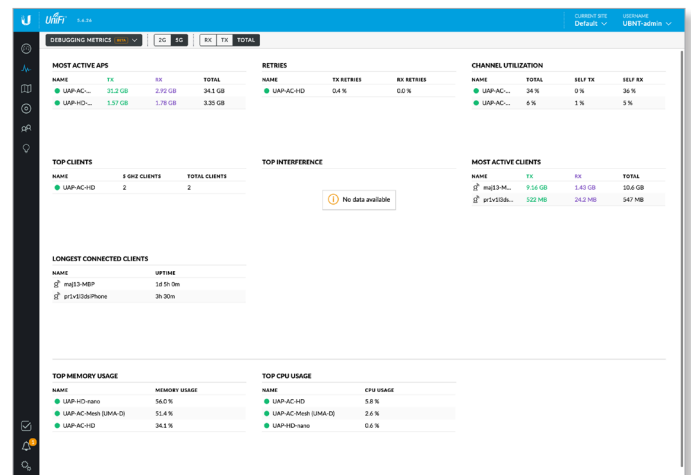 UniFi 5.6.36
CURRENT SITE
Default
USERNAME
UBNT-admin
DEBUGGING METRICS BETA
2G 5G
RX TX TOTAL
MOST ACTIVE APS
NAME TX RX TOTAL
UAP-AC-... 31.2 GB 2.92 GB 34.1 GB
UAP-HD-... 1.57 GB 1.78 GB 3.35 GB
RETRIES
NAME TX RETRIES RX RETRIES
UAP-AC-HD 0.4 % 0.0 %
CHANNEL UTILIZATION
NAME TOTAL SELF TX SELF RX
UAP-AC-... 34 % 0 % 36 %
UAP-AC-... 6 % 1 % 5 %
TOP CLIENTS
NAME 5 GHZ CLIENTS TOTAL CLIENTS
UAP-AC-HD 2 2
TOP INTERFERENCE
No data available
MOST ACTIVE CLIENTS
NAME TX RX TOTAL
maj13-M... 9.16 GB 1.43 GB 10.6 GB
pr1v1l3ds... 522 MB 24.2 MB 547 MB
LONGEST CONNECTED CLIENTS
NAME UPTIME
maj13-MBP 1d 5h 0m
pr1v1l3dsiPhone 3h 30m
TOP MEMORY USAGE
NAME MEMORY USAGE
UAP-HD-nano 56.0 %
UAP-AC-Mesh (UMA-D) 51.4 %
UAP-AC-HD 34.1 %
TOP CPU USAGE
NAME CPU USAGE
UAP-AC-HD 5.8 %
UAP-AC-Mesh (UMA-D) 2.6 %
UAP-HD-nano 0.6 %